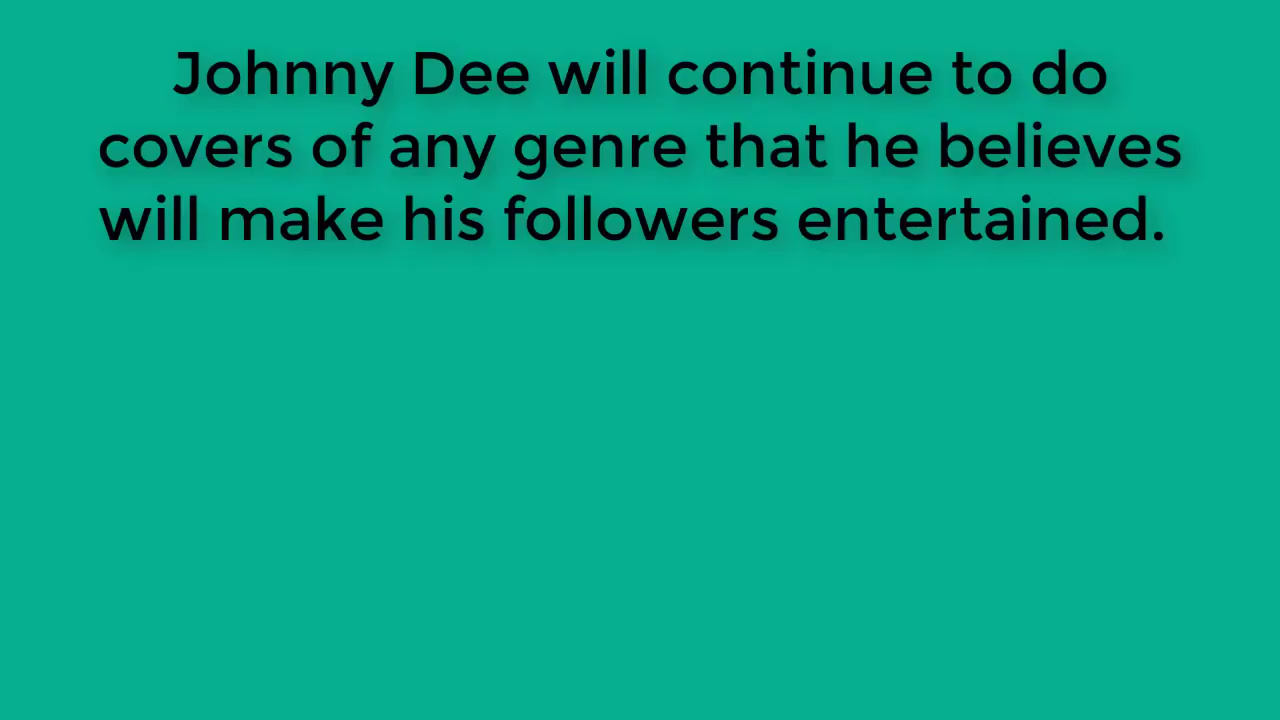 Johnny Dee will continue to do
covers of any genre that he believes
will make his followers entertained.